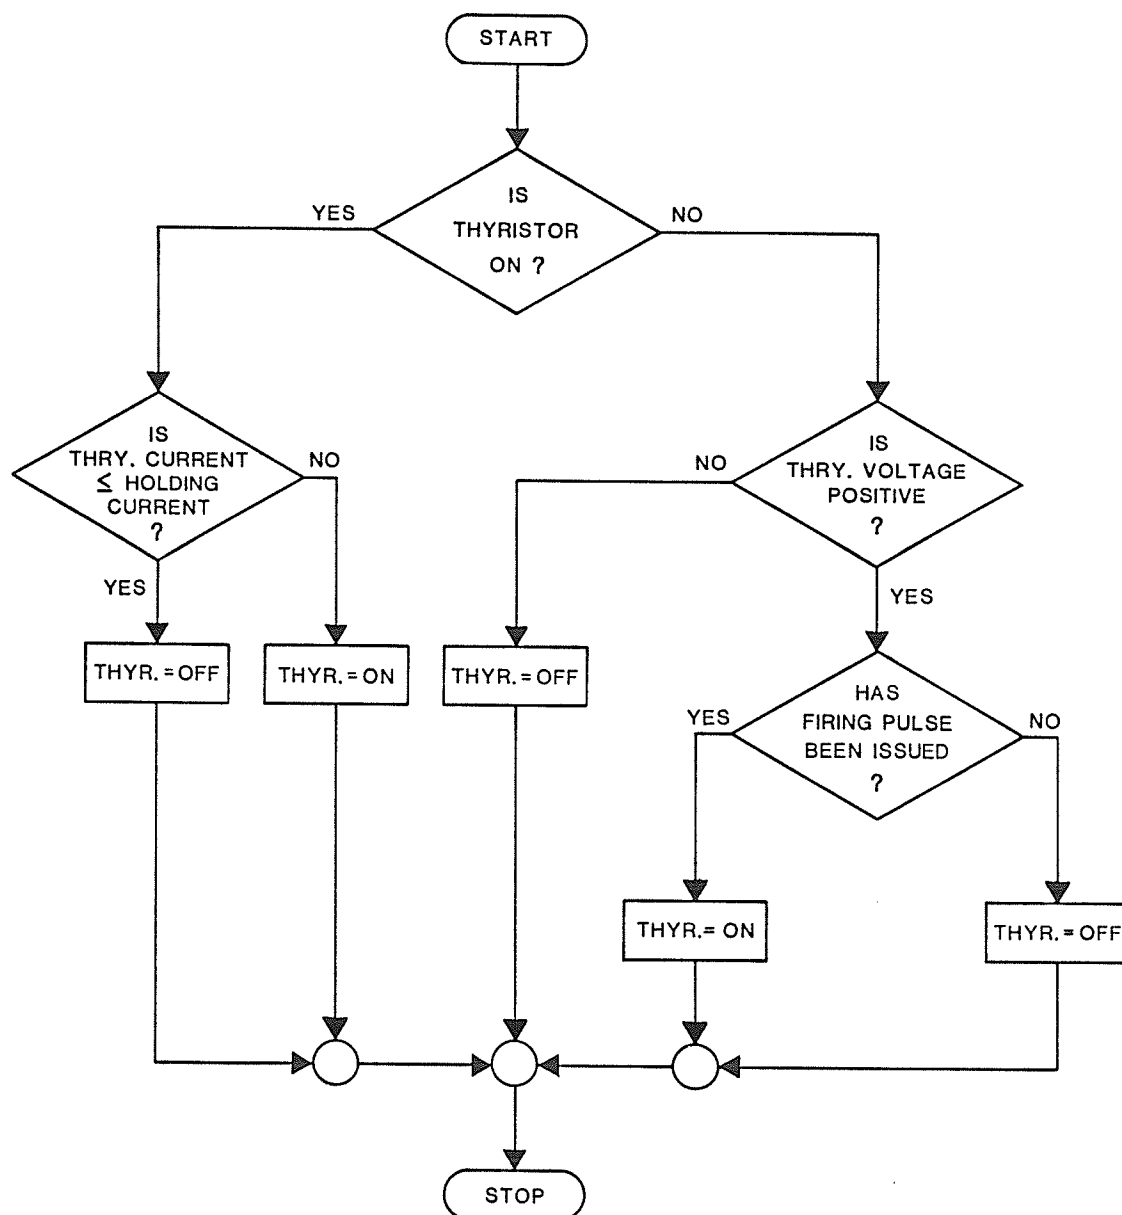 START
IS
THYRISTOR
ON ?
YES
NO
IS
THRY. CURRENT
≤ HOLDING
CURRENT
?
NO
YES
IS
THRY. VOLTAGE
POSITIVE
?
NO
YES
THYR.=OFF
THYR.=ON
THYR.=OFF
HAS
FIRING PULSE
BEEN ISSUED
?
YES
NO
THYR.= ON
THYR.=OFF
STOP